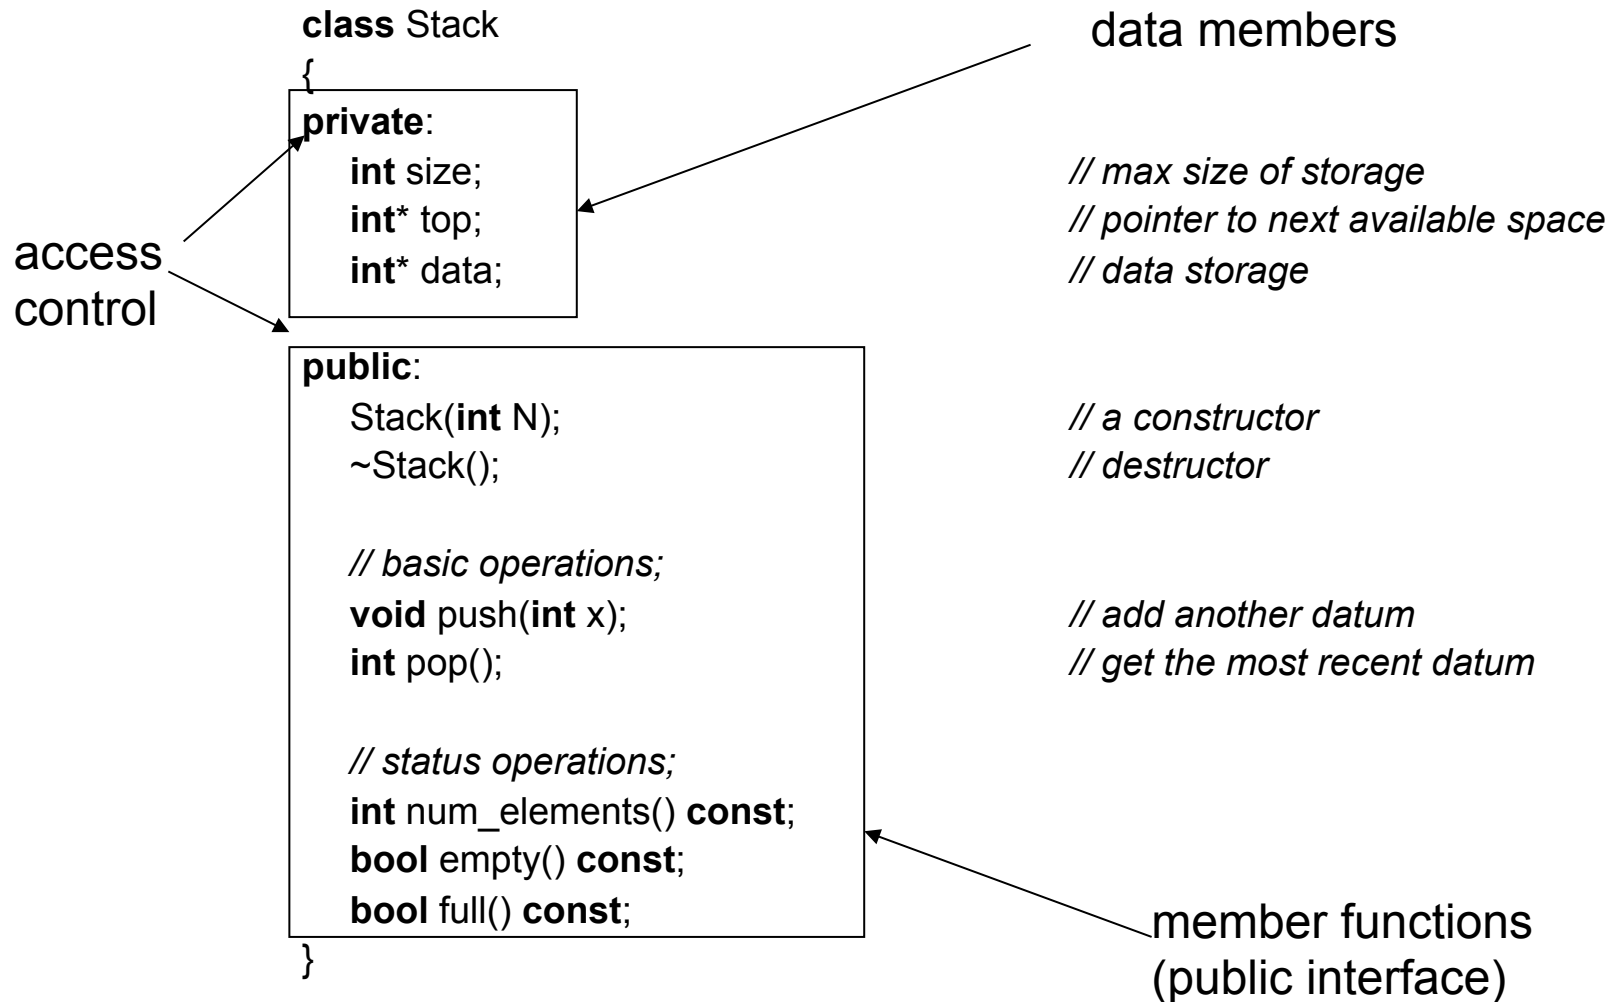 class Stack
data members
{
private:
int size; // max size of storage
int* top; // pointer to next available space
int* data; // data storage
access
control
public:
Stack(int N); // a constructor
~Stack(); // destructor
// basic operations;
void push(int x); // add another datum
int pop(); // get the most recent datum
// status operations;
int num_elements() const;
bool empty() const;
bool full() const;
}
member functions
(public interface)